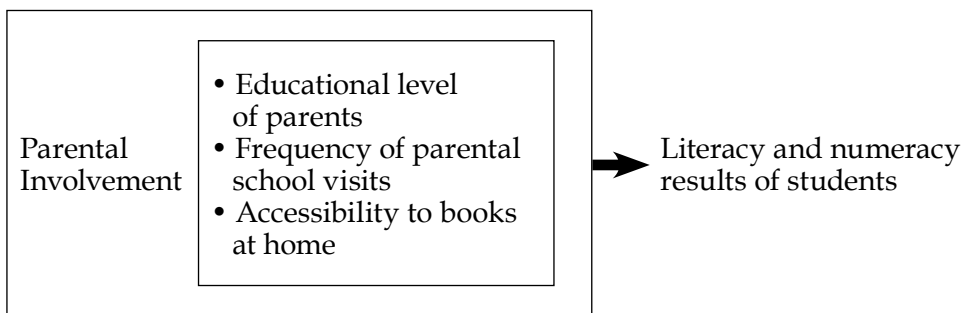 Parental
Involvement
• Educational level
of parents
• Frequency of parental
school visits
• Accessibility to books
at home
Literacy and numeracy
results of students